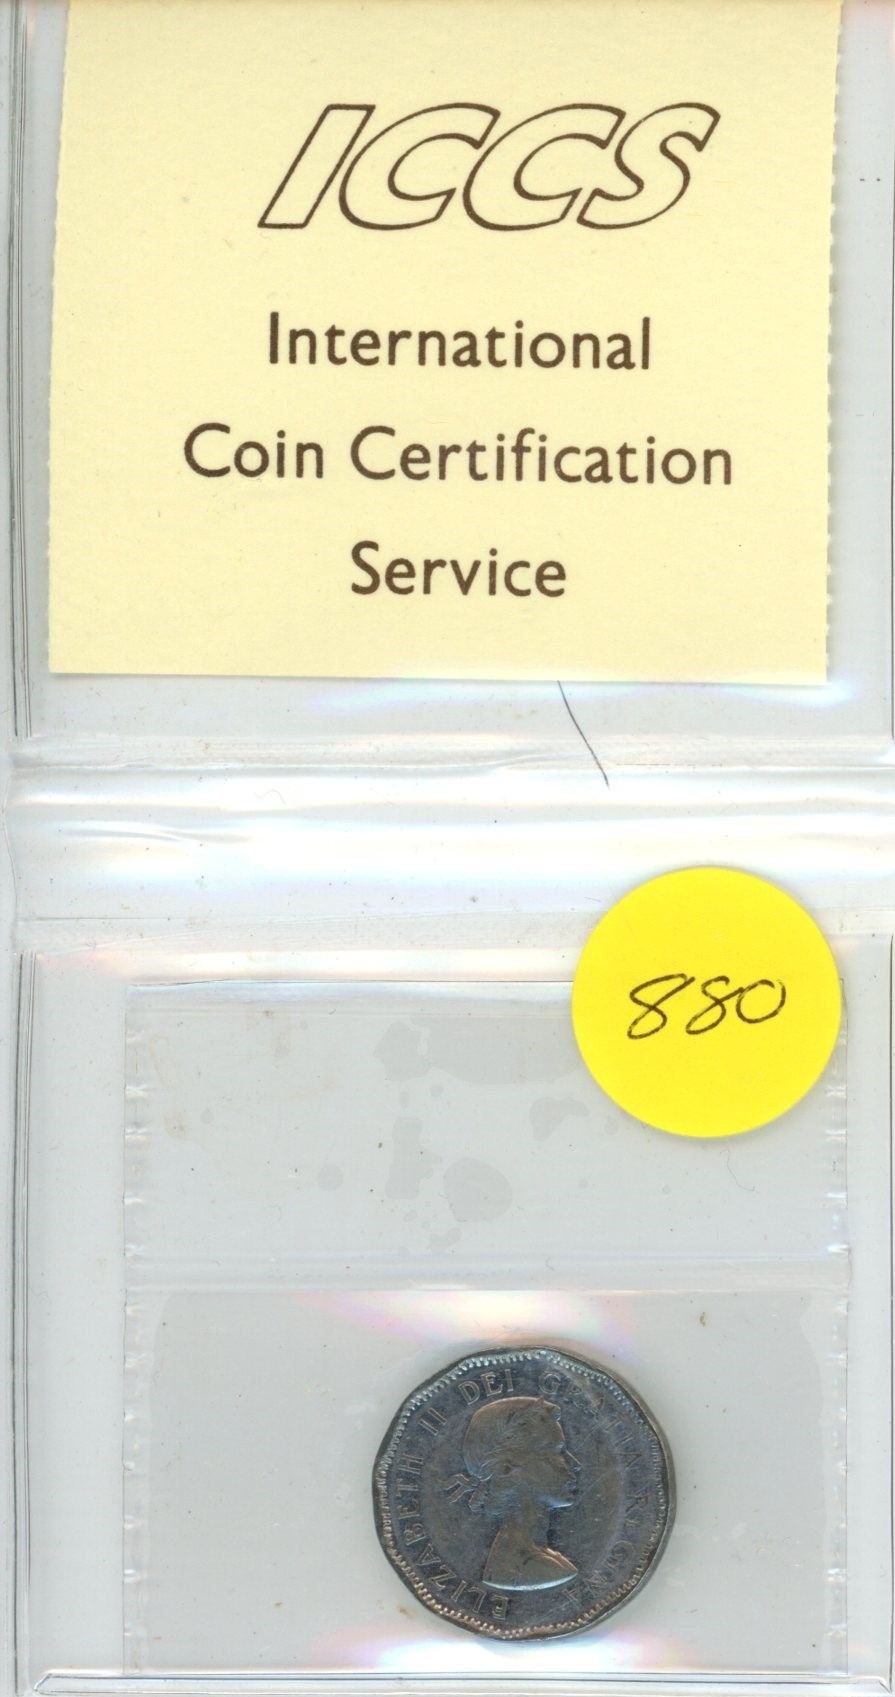 ICCS
International
Coin Certification
Service
880
ELIZABETH II DEI GRATIA REGINA